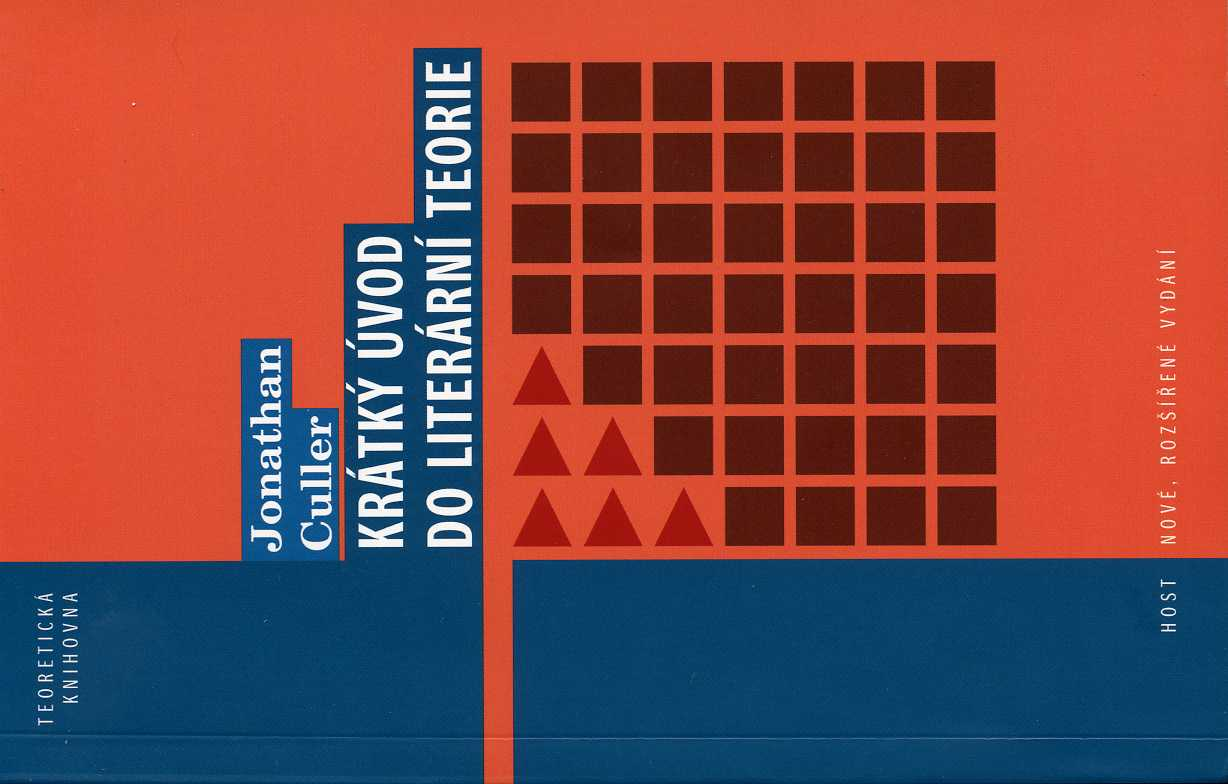 TEORETICKÁ
KNIHOVNA
Jonathan
Culler
KRÁTKÝ ÚVOD
DO LITERÁRNÍ TEORIE
HOST NOVÉ, ROZŠÍŘENÉ VYDÁNÍ